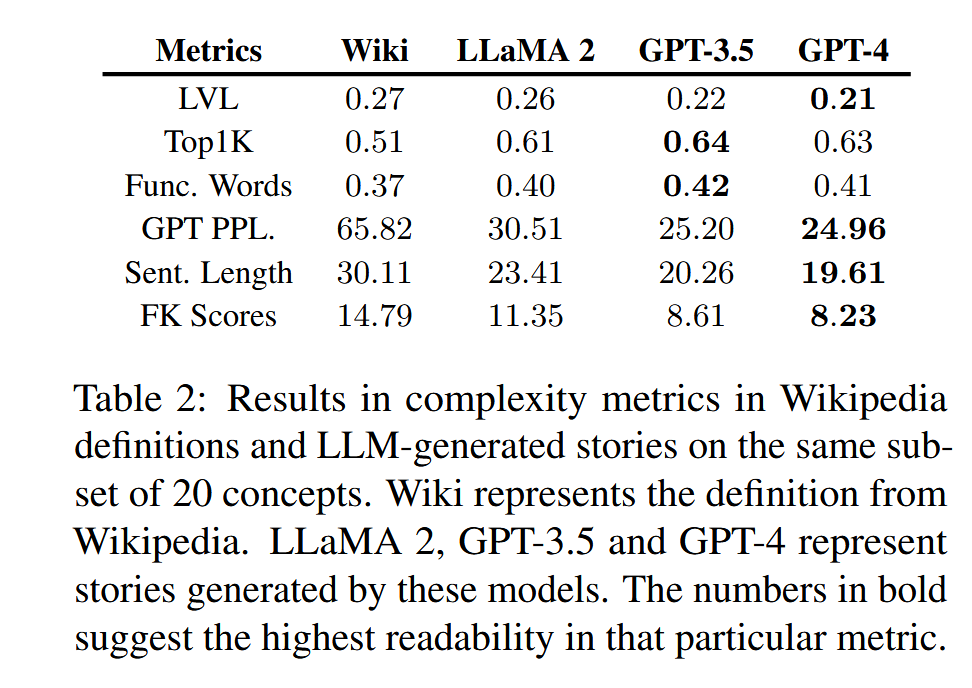 Metrics Wiki LLaMA 2 GPT-3.5 GPT-4
LVL 0.27 0.26 0.22 0.21
Top1K 0.51 0.61 0.64 0.63
Func. Words 0.37 0.40 0.42 0.41
GPT PPL. 65.82 30.51 25.20 24.96
Sent. Length 30.11 23.41 20.26 19.61
FK Scores 14.79 11.35 8.61 8.23
Table 2: Results in complexity metrics in Wikipedia
definitions and LLM-generated stories on the same sub-
set of 20 concepts. Wiki represents the definition from
Wikipedia. LLaMA 2, GPT-3.5 and GPT-4 represent
stories generated by these models. The numbers in bold
suggest the highest readability in that particular metric.